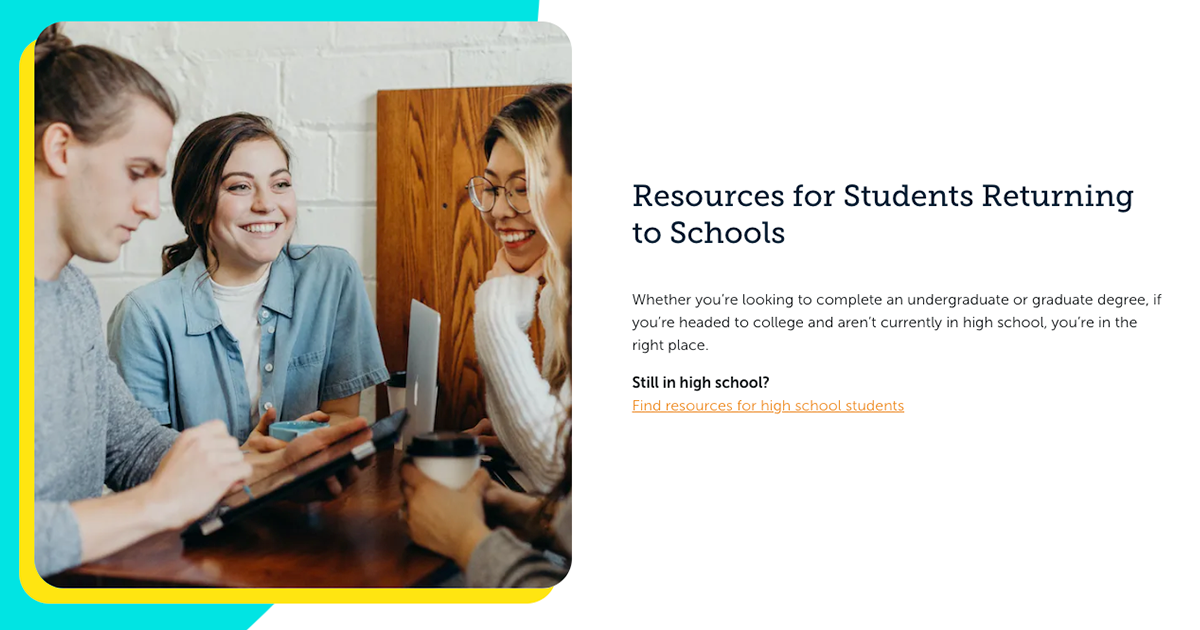 Resources for Students Returning
to Schools
Whether you’re looking to complete an undergraduate or graduate degree, if
you’re headed to college and aren’t currently in high school, you’re in the
right place.
Still in high school?
Find resources for high school students